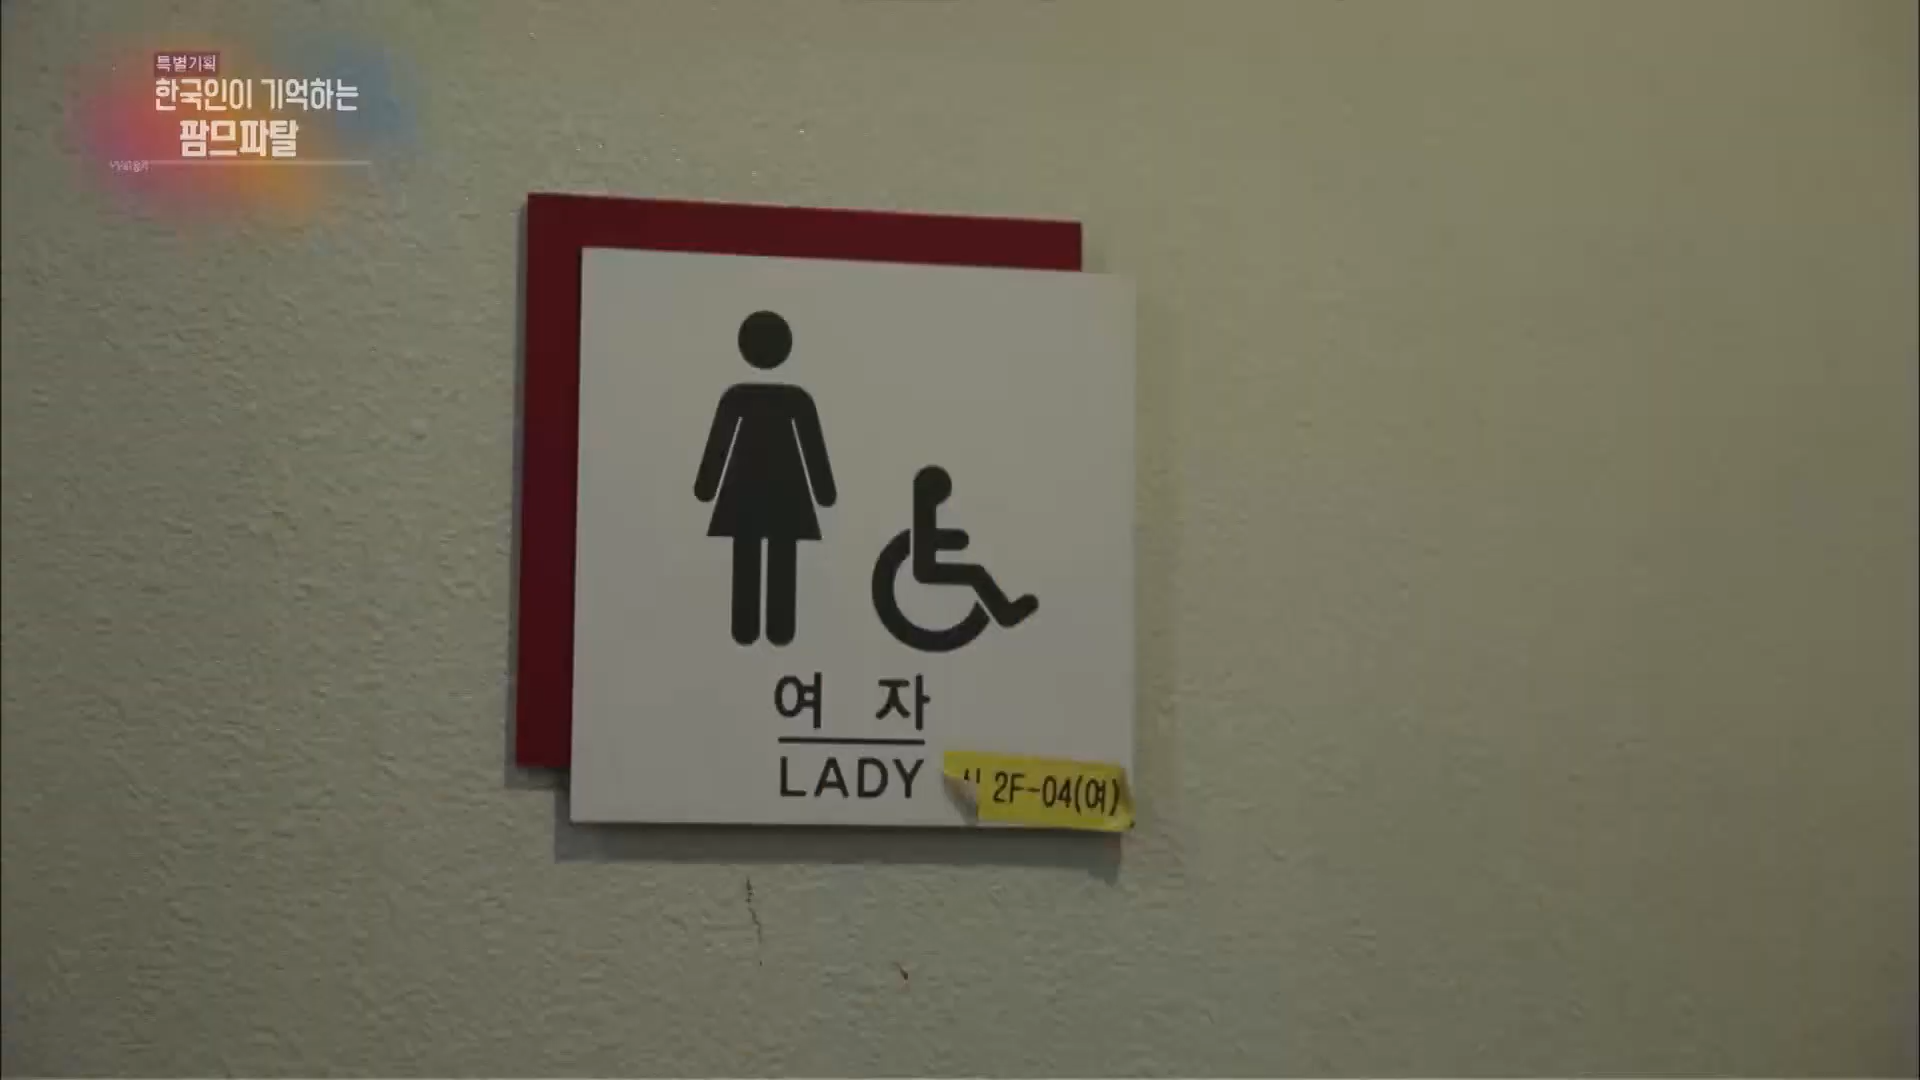 특별기획
한국인이 기억하는
팜므파탈
여 자
LADY
2F-04(여)